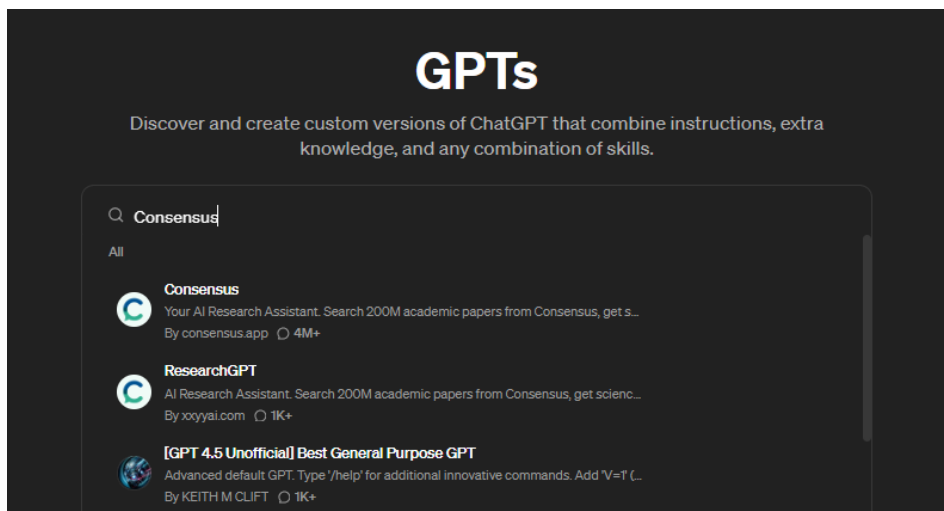 GPTs
Discover and create custom versions of ChatGPT that combine instructions, extra
knowledge, and any combination of skills.
Consensus
All
Consensus
Your AI Research Assistant. Search 200M academic papers from Consensus, get s...
By consensus.app 4M+
ResearchGPT
AI Research Assistant. Search 200M academic papers from Consensus, get scienc...
By xxyyai.com 1K+
[GPT 4.5 Unofficial] Best General Purpose GPT
Advanced default GPT. Type '/help' for additional innovative commands. Add 'V=1' (...
By KEITH M CLIFT 1K+